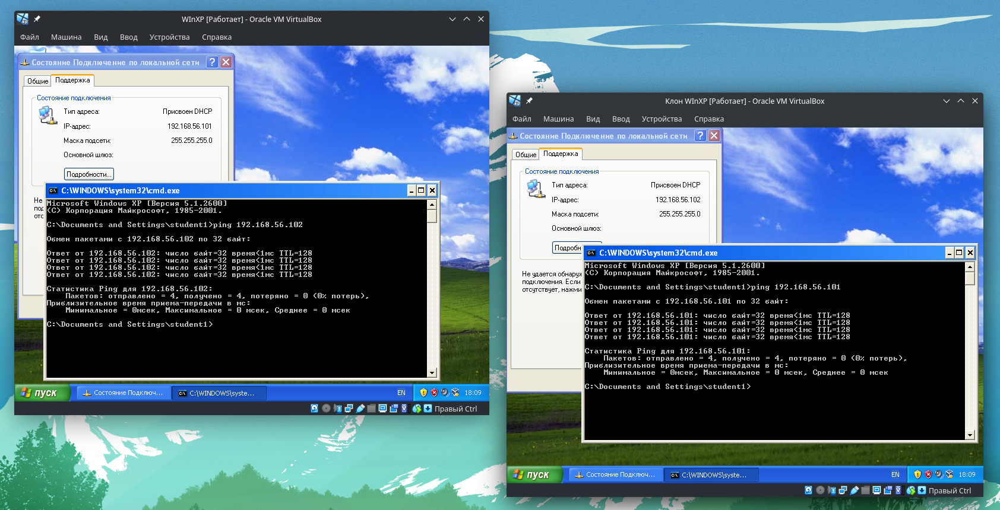 WInXP [Работает] - Oracle VM VirtualBox
Файл Машина Вид Ввод Устройства Справка
Состояние Подключение по локальной сети
Общие Поддержка
Состояние подключения
Тип адреса: Присвоен DHCP
IP-адрес: 192.168.56.101
Маска подсети: 255.255.255.0
Основной шлюз:
Подробности...
Не
под
отс
C:\WINDOWS\system32\cmd.exe
Microsoft Windows XP [Версия 5.1.2600]
(С) Корпорация Майкрософт, 1985-2001.
C:\Documents and Settings\student1>ping 192.168.56.102
Обмен пакетами с 192.168.56.102 по 32 байт:
Ответ от 192.168.56.102: число байт=32 время<1мс TTL=128
Ответ от 192.168.56.102: число байт=32 время<1мс TTL=128
Ответ от 192.168.56.102: число байт=32 время<1мс TTL=128
Ответ от 192.168.56.102: число байт=32 время<1мс TTL=128
Статистика Ping для 192.168.56.102:
Пакетов: отправлено = 4, получено = 4, потеряно = 0 (0% потерь),
Приблизительное время приема-передачи в мс:
Минимальное = 0мсек, Максимальное = 0 мсек, Среднее = 0 мсек
C:\Documents and Settings\student1>
пуск Состояние Подключ... C:\WINDOWS\syste... EN 18:09
Правый Ctrl
Клон WInXP [Работает] - Oracle VM VirtualBox
Файл Машина Вид Ввод Устройства Справка
Состояние Подключение по локальной сети
Общие Поддержка
Состояние подключения
Тип адреса: Присвоен DHCP
IP-адрес: 192.168.56.102
Маска подсети: 255.255.255.0
Основной шлюз:
Подробн
Не удается обнаруж
подключения. Если
отсутствует, нажми
C:\WINDOWS\system32\cmd.exe
Microsoft Windows XP [Версия 5.1.2600]
(С) Корпорация Майкрософт, 1985-2001.
C:\Documents and Settings\student1>ping 192.168.56.101
Обмен пакетами с 192.168.56.101 по 32 байт:
Ответ от 192.168.56.101: число байт=32 время<1мс TTL=128
Ответ от 192.168.56.101: число байт=32 время<1мс TTL=128
Ответ от 192.168.56.101: число байт=32 время<1мс TTL=128
Ответ от 192.168.56.101: число байт=32 время<1мс TTL=128
Статистика Ping для 192.168.56.101:
Пакетов: отправлено = 4, получено = 4, потеряно = 0 (0% потерь),
Приблизительное время приема-передачи в мс:
Минимальное = 0мсек, Максимальное = 0 мсек, Среднее = 0 мсек
C:\Documents and Settings\student1>
пуск Состояние Подключ... C:\WINDOWS\syste... EN 18:09
Правый Ctrl